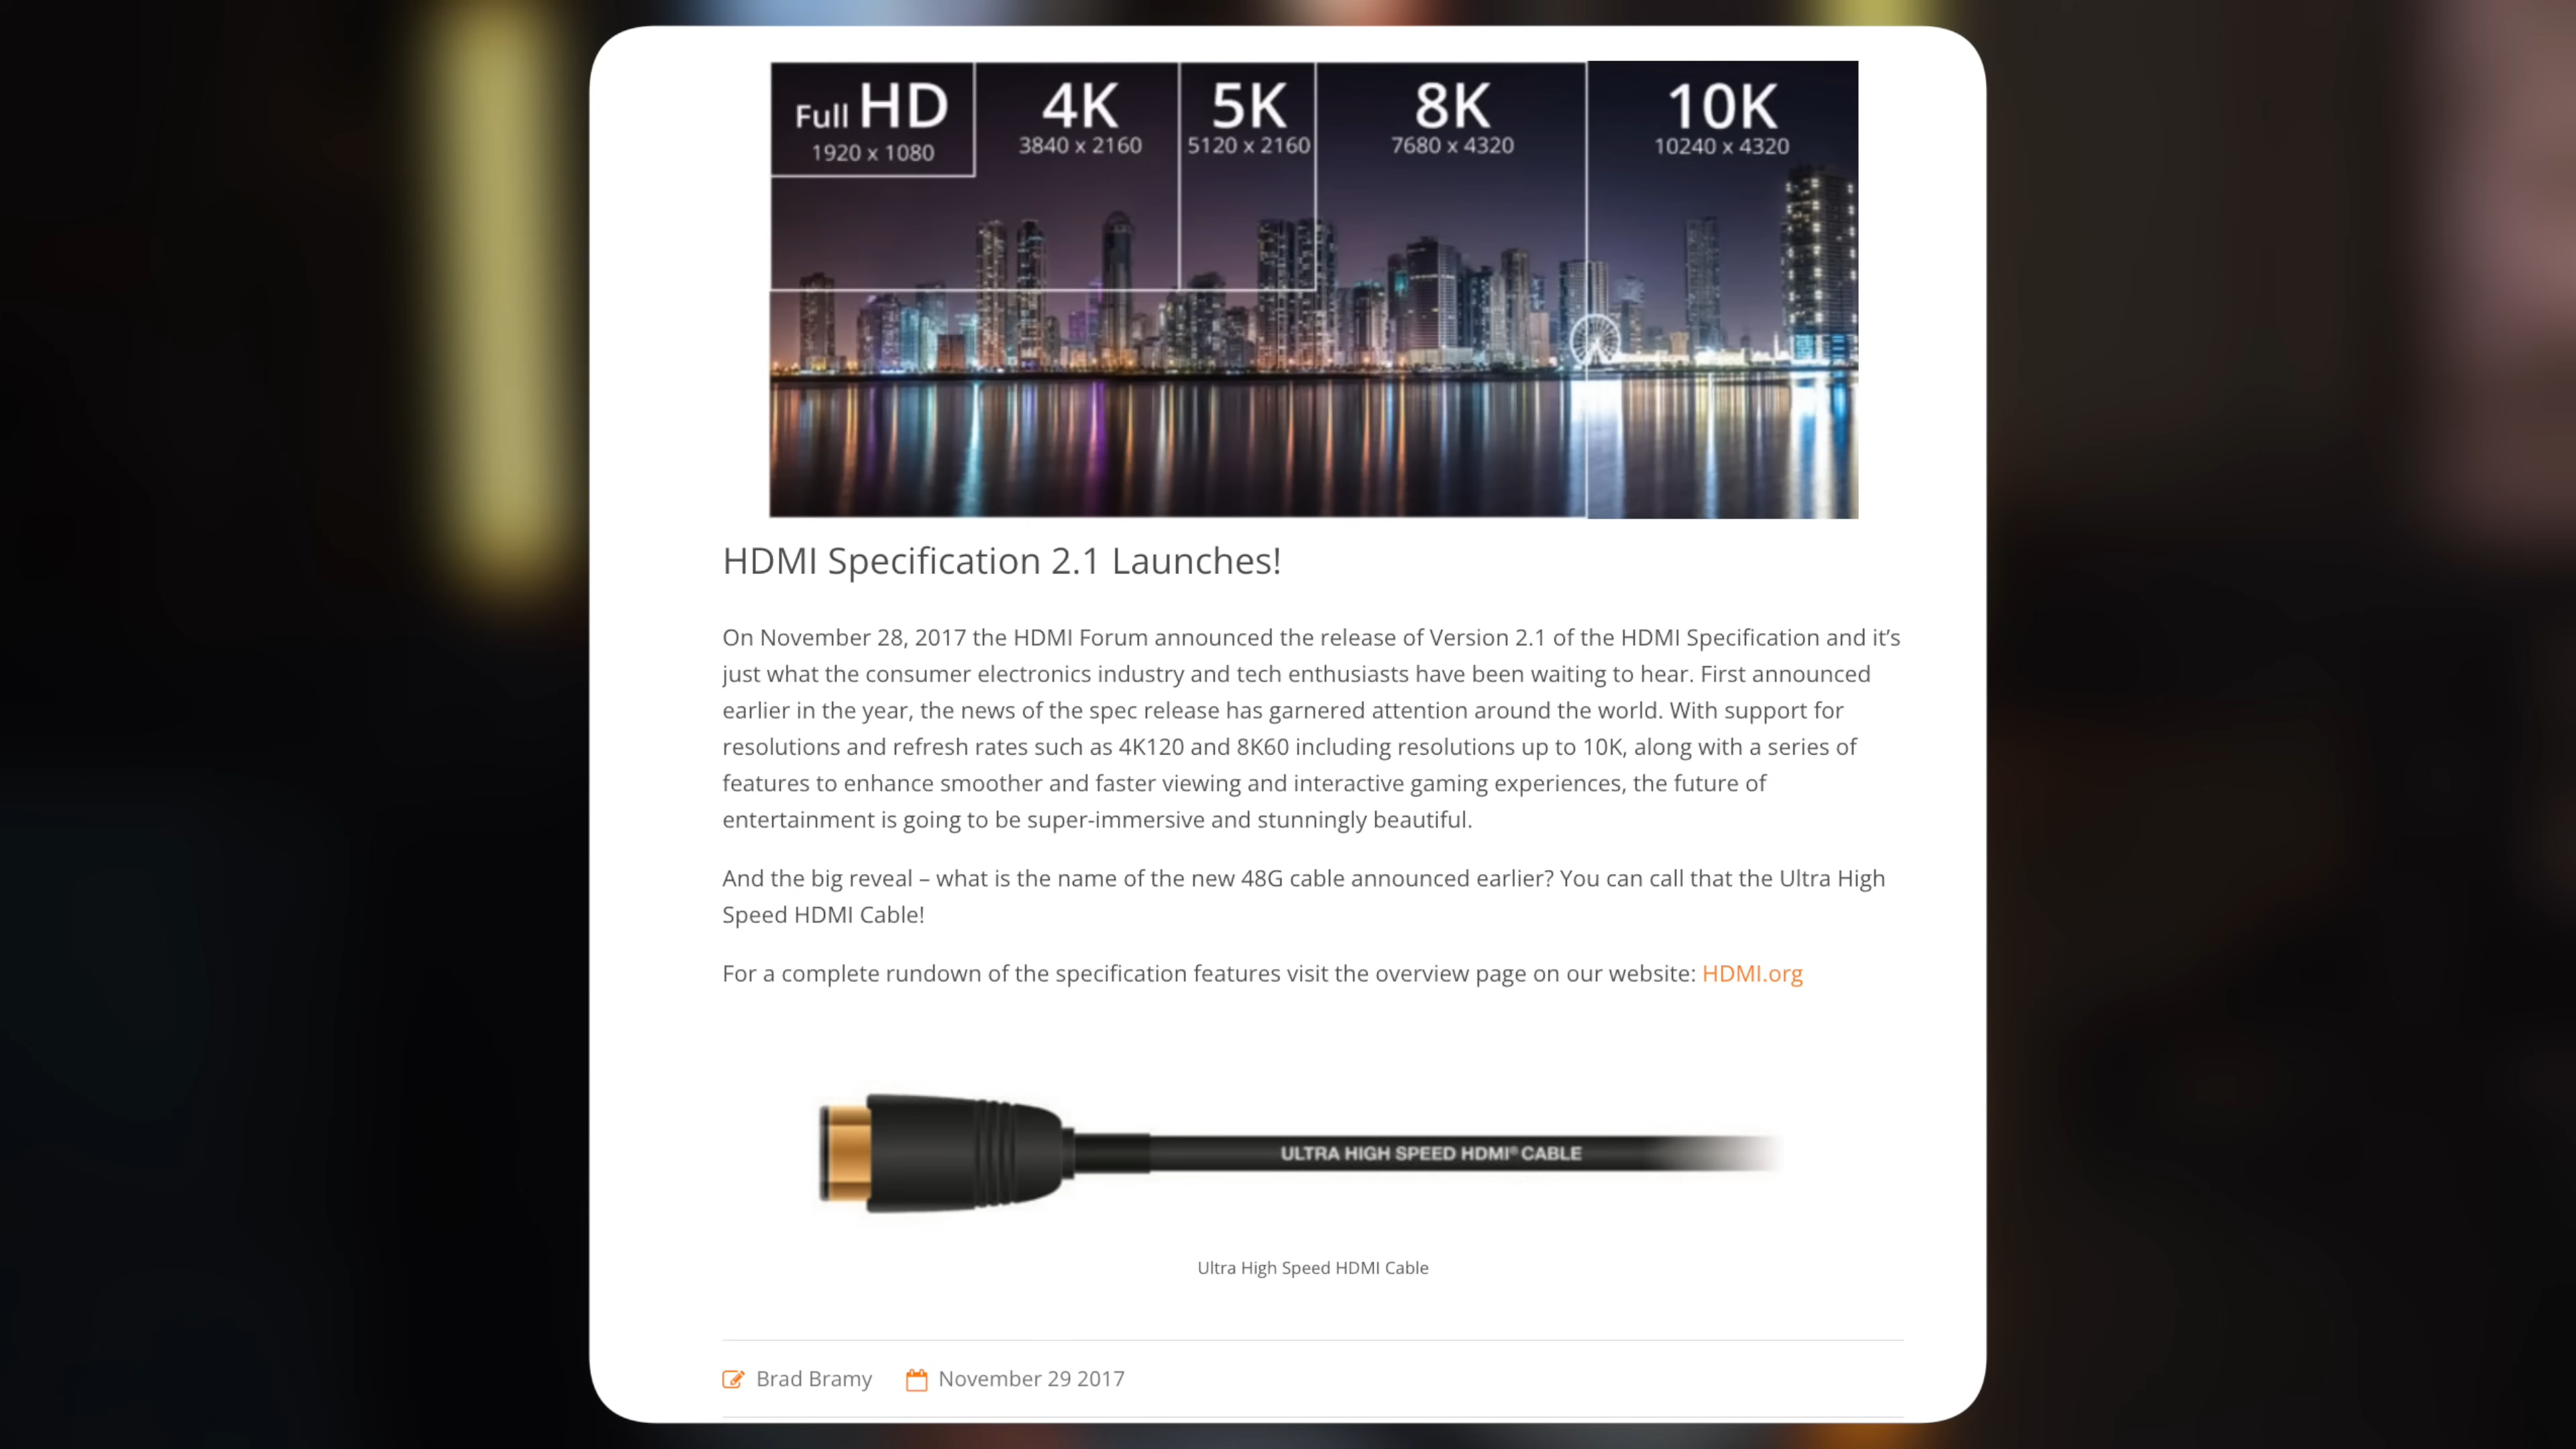 Full HD
1920 x 1080
4K
3840 x 2160
5K
5120 x 2160
8K
7680 x 4320
10K
10240 x 4320
HDMI Specification 2.1 Launches!
On November 28, 2017 the HDMI Forum announced the release of Version 2.1 of the HDMI Specification and it’s
just what the consumer electronics industry and tech enthusiasts have been waiting to hear. First announced
earlier in the year, the news of the spec release has garnered attention around the world. With support for
resolutions and refresh rates such as 4K120 and 8K60 including resolutions up to 10K, along with a series of
features to enhance smoother and faster viewing and interactive gaming experiences, the future of
entertainment is going to be super-immersive and stunningly beautiful.
And the big reveal – what is the name of the new 48G cable announced earlier? You can call that the Ultra High
Speed HDMI Cable!
For a complete rundown of the specification features visit the overview page on our website: HDMI.org
ULTRA HIGH SPEED HDMI® CABLE
Ultra High Speed HDMI Cable
Brad Bramy November 29 2017